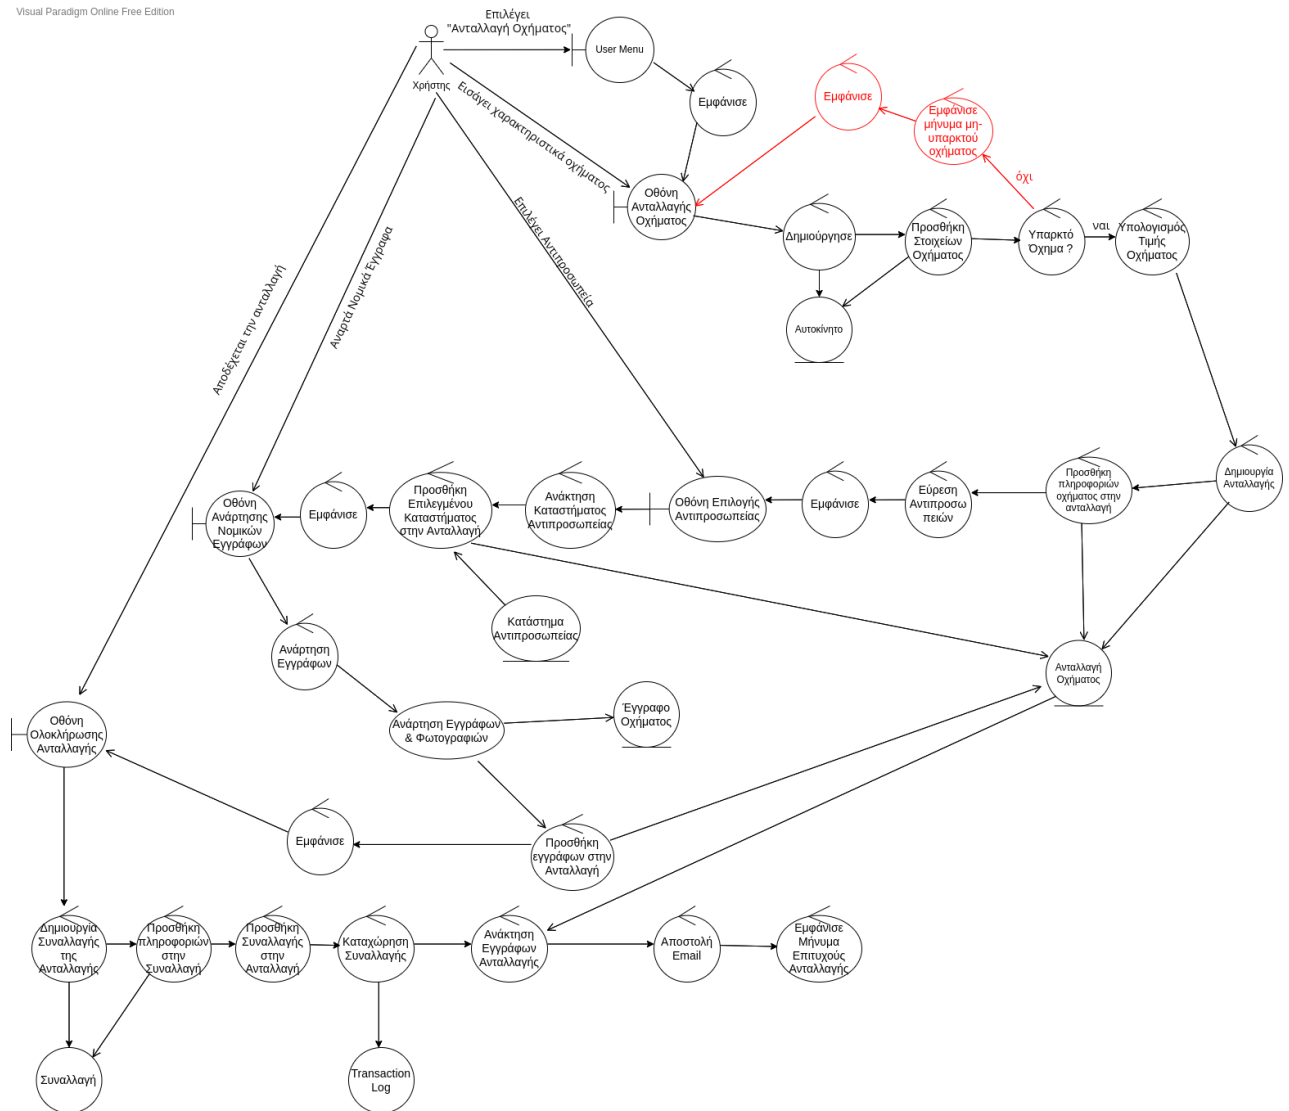 Visual Paradigm Online Free Edition
Επιλέγει
"Ανταλλαγή Οχήματος"
User Menu
Χρήστης
Εμφάνισε
Εμφάνισε
Εμφάνισε
μήνυμα μη-
υπαρκτού
οχήματος
Εισάγει χαρακτηριστικά οχήματος
όχι
Οθόνη
Ανταλλαγής
Οχήματος
Δημιούργησε
Προσθήκη
Στοιχείων
Οχήματος
Υπαρκτό
Όχημα ?
ναι
Υπολογισμός
Τιμής
Οχήματος
Επιλέγει Αντιπροσωπεία
Αναρτά Νομικά Έγγραφα
Αποδέχεται την ανταλλαγή
Αυτοκίνητο
Οθόνη
Ανάρτησης
Νομικών
Εγγράφων
Εμφάνισε
Προσθήκη
Επιλεγμένου
Καταστήματος
στην Ανταλλαγή
Ανάκτηση
Καταστήματος
Αντιπροσωπείας
Οθόνη Επιλογής
Αντιπροσωπείας
Εμφάνισε
Εύρεση
Αντιπροσω
πειών
Προσθήκη
πληροφοριών
οχήματος στην
ανταλλαγή
Δημιουργία
Ανταλλαγής
Κατάστημα
Αντιπροσωπείας
Ανάρτηση
Εγγράφων
Ανταλλαγή
Οχήματος
Οθόνη
Ολοκλήρωσης
Ανταλλαγής
Ανάρτηση Εγγράφων
& Φωτογραφιών
Έγγραφο
Οχήματος
Εμφάνισε
Προσθήκη
εγγράφων στην
Ανταλλαγή
Δημιουργία
Συναλλαγής
της
Ανταλλαγής
Προσθήκη
πληροφοριών
στην
Συναλλαγή
Προσθήκη
Συναλλαγής
στην
Ανταλλαγή
Καταχώρηση
Συναλλαγής
Ανάκτηση
Εγγράφων
Ανταλλαγής
Αποστολή
Email
Εμφάνισε
Μήνυμα
Επιτυχούς
Ανταλλαγής
Συναλλαγή
Transaction
Log